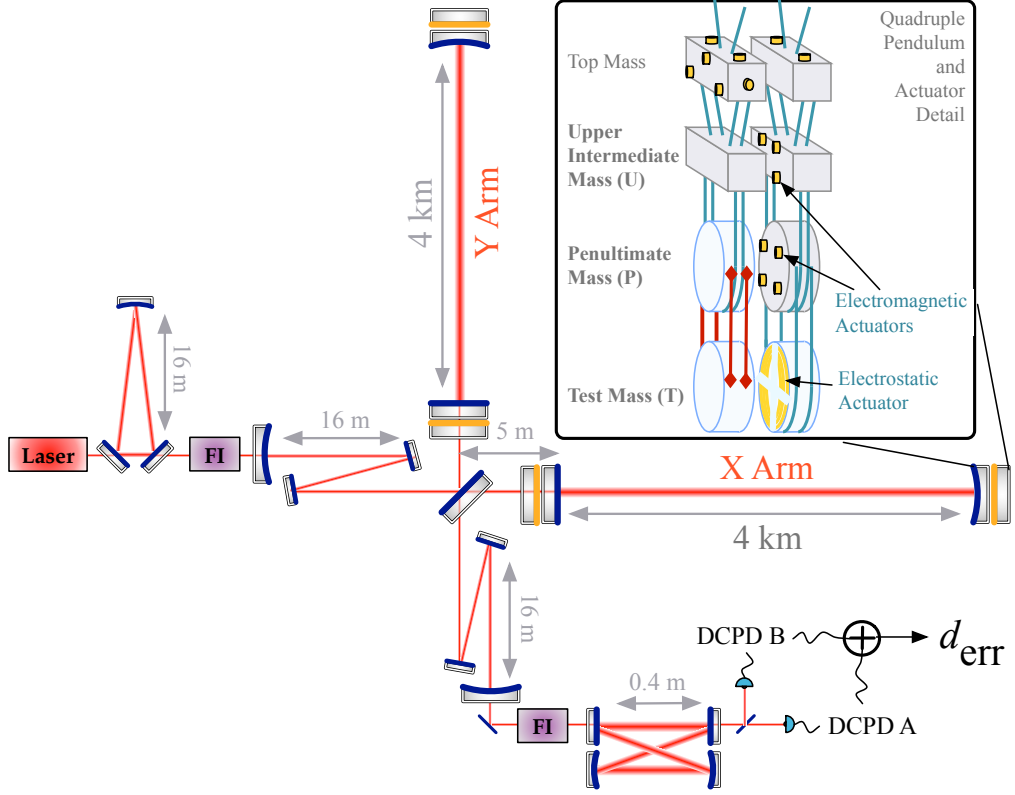 Quadruple
Pendulum
and
Actuator
Detail
Top Mass
Upper
Intermediate
Mass (U)
Penultimate
Mass (P)
Electromagnetic
Actuators
Test Mass (T)
Electrostatic
Actuator
4 km
Y Arm
16 m
Laser
FI
16 m
5 m
X Arm
4 km
16 m
0.4 m
FI
DCPD B
DCPD A
d_err